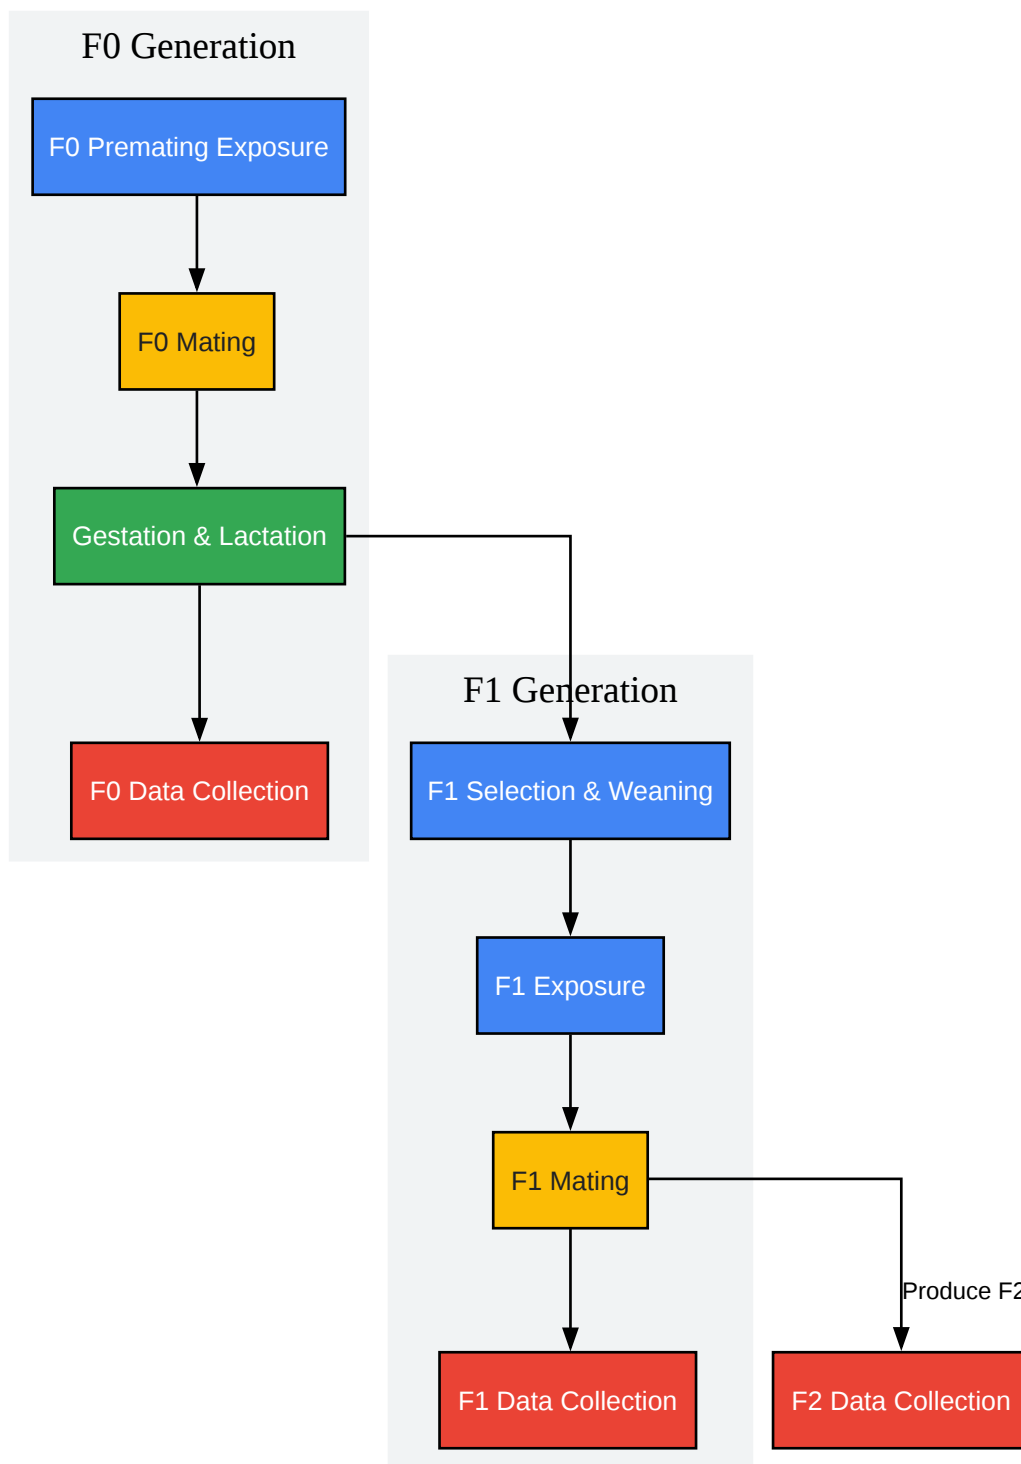 F0 Generation
F0 Premating Exposure
F0 Mating
Gestation & Lactation
F0 Data Collection
F1 Generation
F1 Selection & Weaning
F1 Exposure
F1 Mating
Produce F2
F1 Data Collection
F2 Data Collection